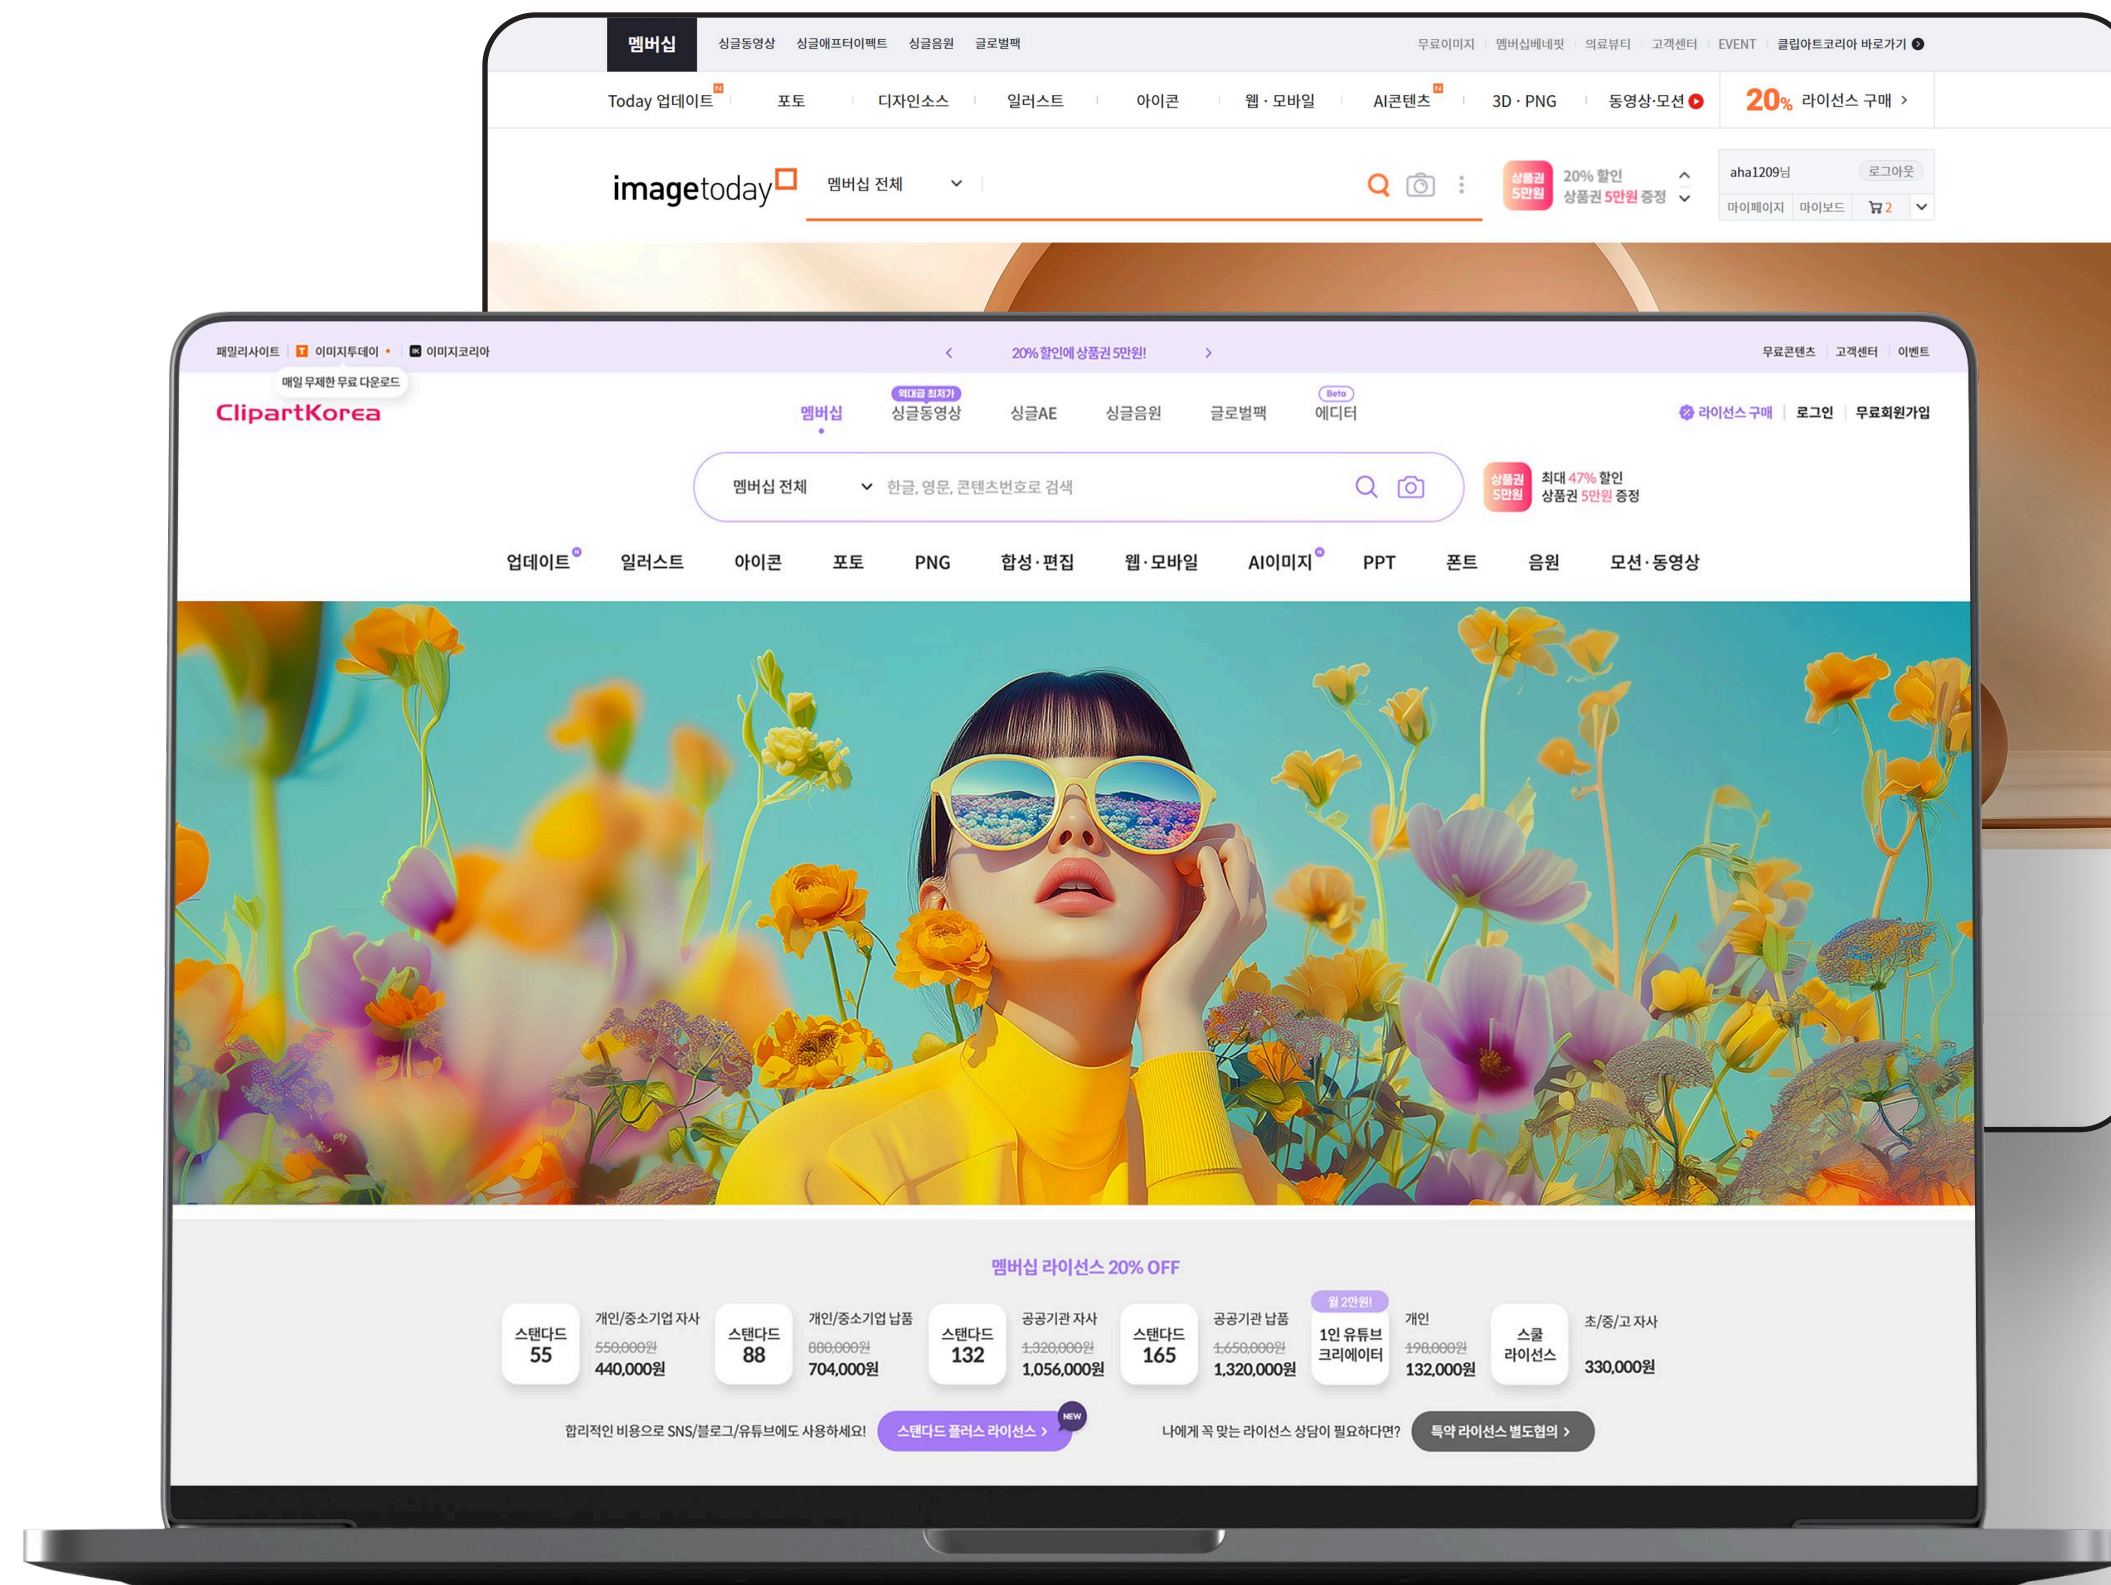 멤버십 싱글동영상 싱글애프터이펙트 싱글음원 글로벌팩 무료이미지 멤버십베네핏 의료뷰티 고객센터 EVENT 클립아트코리아 바로가기
Today 업데이트 N 포토 디자인소스 일러스트 아이콘 웹 · 모바일 AI콘텐츠 N 3D · PNG 동영상·모션 20% 라이선스 구매 >
imagetoday 멤버십 전체 상품권 5만원 20% 할인 상품권 5만원 증정
aha1209님 로그아웃
마이페이지 마이보드 2
패밀리사이트 T 이미지투데이 IK 이미지코리아 20% 할인에 상품권 5만원! 무료콘텐츠 고객센터 이벤트
매일 무제한 무료 다운로드
역대급 최저가 Beta
ClipartKorea 멤버십 싱글동영상 싱글AE 싱글음원 글로벌팩 에디터 라이선스 구매 로그인 무료회원가입
멤버십 전체 한글, 영문, 콘텐츠번호로 검색 상품권 5만원 최대 47% 할인
상품권 5만원 증정
업데이트 N 일러스트 아이콘 포토 PNG 합성·편집 웹·모바일 AI이미지 N PPT 폰트 음원 모션·동영상
멤버십 라이선스 20% OFF
스탠다드 55
개인/중소기업 자사
550,000원
440,000원
스탠다드 88
개인/중소기업 납품
880,000원
704,000원
스탠다드 132
공공기관 자사
1,320,000원
1,056,000원
스탠다드 165
공공기관 납품
1,650,000원
1,320,000원
월 2만원!
1인 유튜브
크리에이터
개인
198,000원
132,000원
스쿨
라이선스
초/중/고 자사
330,000원
합리적인 비용으로 SNS/블로그/유튜브에도 사용하세요! 스탠다드 플러스 라이선스 > NEW 나에게 꼭 맞는 라이선스 상담이 필요하다면? 특약 라이선스 별도협의 >